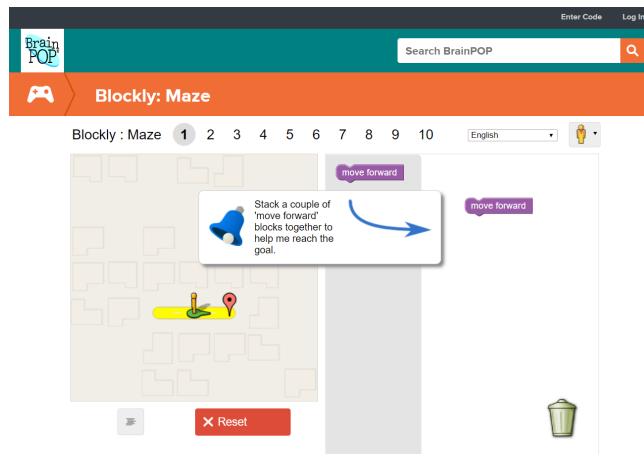 Enter Code Log In
Brain
POP
Search BrainPOP
Blockly: Maze
Blockly : Maze 1 2 3 4 5 6 7 8 9 10 English
move forward
Stack a couple of
'move forward'
blocks together to
help me reach the
goal.
move forward
Reset